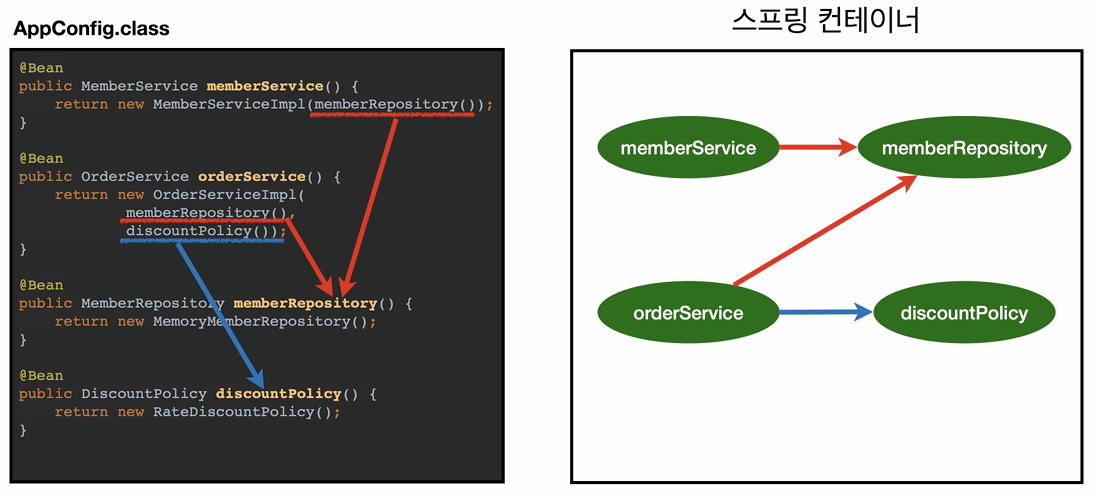 AppConfig.class
@Bean
public MemberService memberService() {
    return new MemberServiceImpl(memberRepository());
}
@Bean
public OrderService orderService() {
    return new OrderServiceImpl(
            memberRepository(),
            discountPolicy());
}
@Bean
public MemberRepository memberRepository() {
    return new MemoryMemberRepository();
}
@Bean
public DiscountPolicy discountPolicy() {
    return new RateDiscountPolicy();
}
스프링 컨테이너
memberService
memberRepository
orderService
discountPolicy